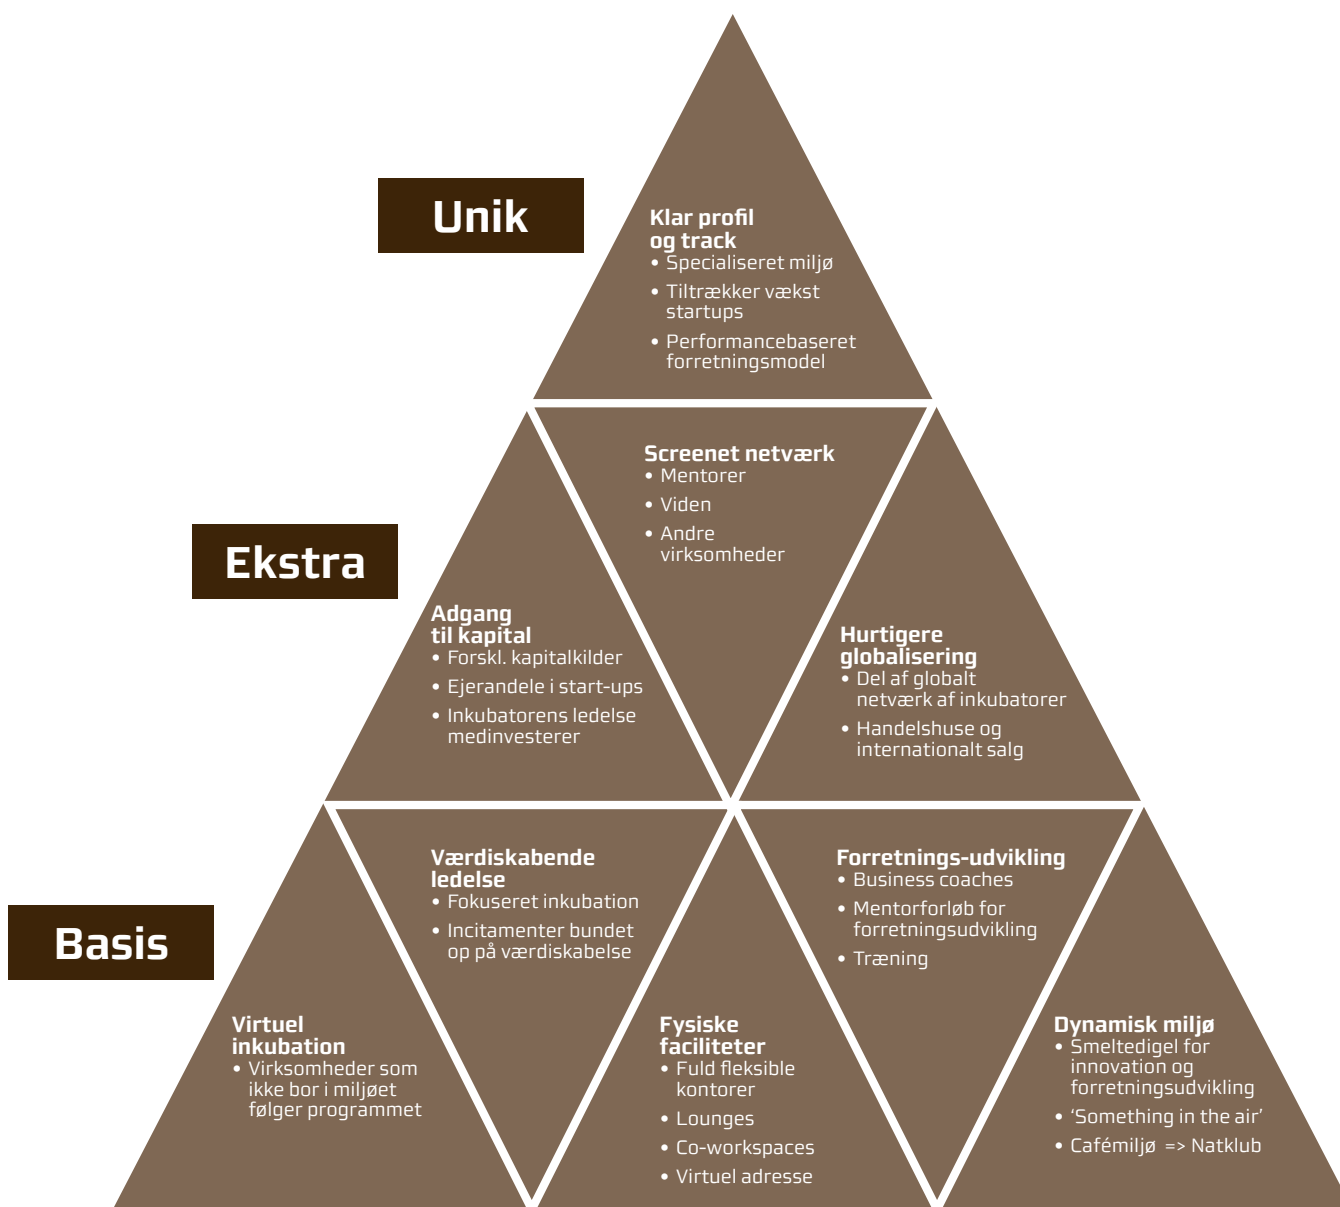 Unik
Klar profil
og track
• Specialiseret miljø
• Tiltrækker vækst
startups
• Performancebaseret
forretningsmodel
Ekstra
Screenet netværk
• Mentorer
• Viden
• Andre
virksomheder
Adgang
til kapital
• Forskl. kapitalkilder
• Ejerandele i start-ups
• Inkubatorens ledelse
medinvesterer
Hurtigere
globalisering
• Del af globalt
netværk af inkubatorer
• Handelshuse og
internationalt salg
Basis
Værdiskabende
ledelse
• Fokuseret inkubation
• Incitamenter bundet
op på værdiskabelse
Forretnings-udvikling
• Business coaches
• Mentorforløb for
forretningsudvikling
• Træning
Virtuel
inkubation
• Virksomheder som
ikke bor i miljøet
følger programmet
Fysiske
faciliteter
• Fuld fleksible
kontorer
• Lounges
• Co-workspaces
• Virtuel adresse
Dynamisk miljø
• Smeltedigel for
innovation og
forretningsudvikling
• ‘Something in the air’
• Cafémiljø => Natklub